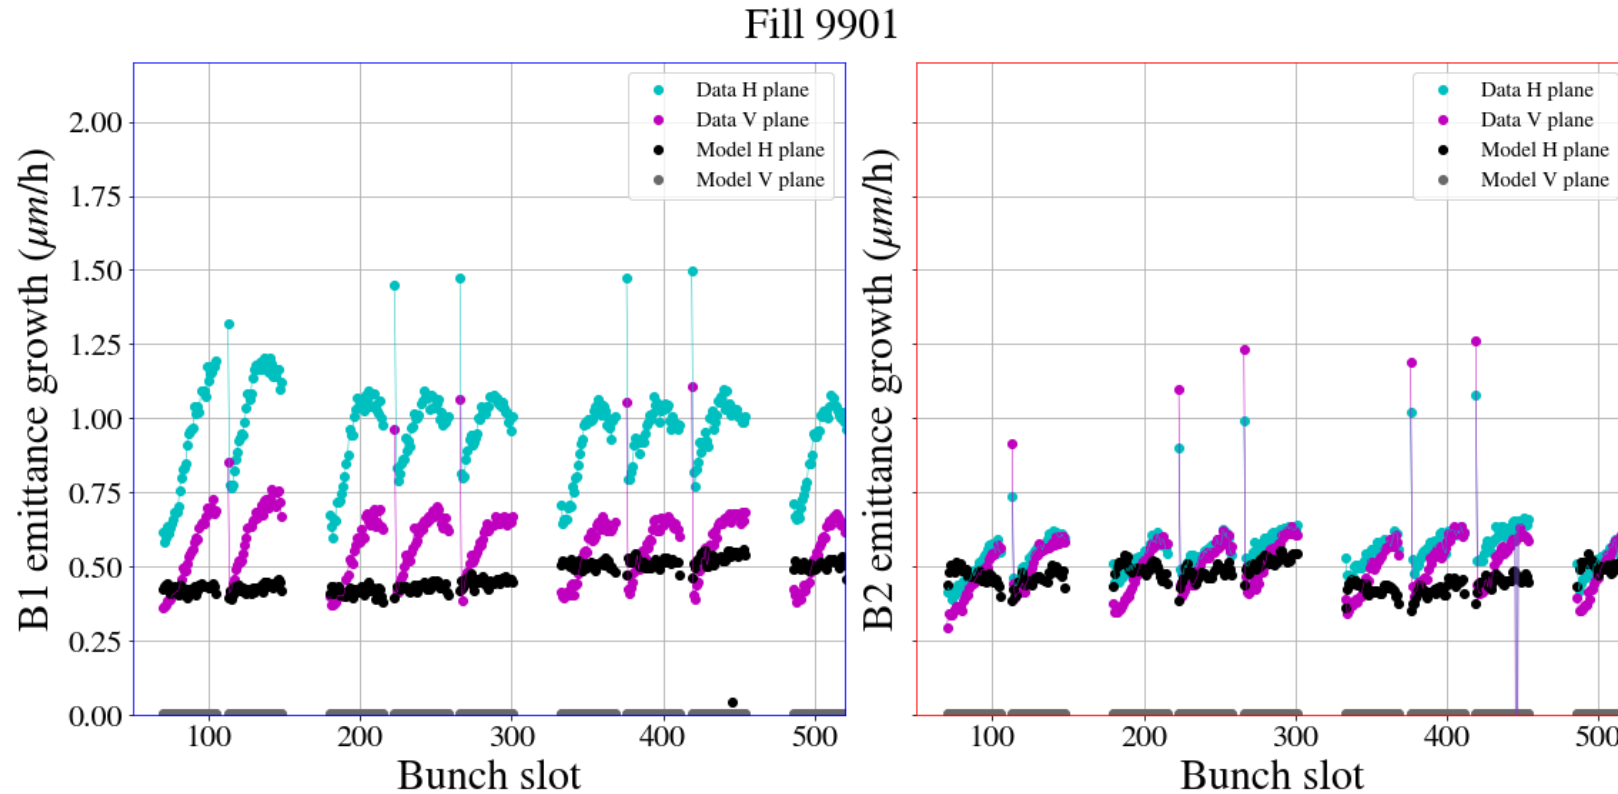 Fill 9901
B1 emittance growth (μm/h)
2.00
1.75
1.50
1.25
1.00
0.75
0.50
0.25
0.00
100
200
300
400
500
Bunch slot
Data H plane
Data V plane
Model H plane
Model V plane
B2 emittance growth (μm/h)
100
200
300
400
500
Bunch slot
Data H plane
Data V plane
Model H plane
Model V plane